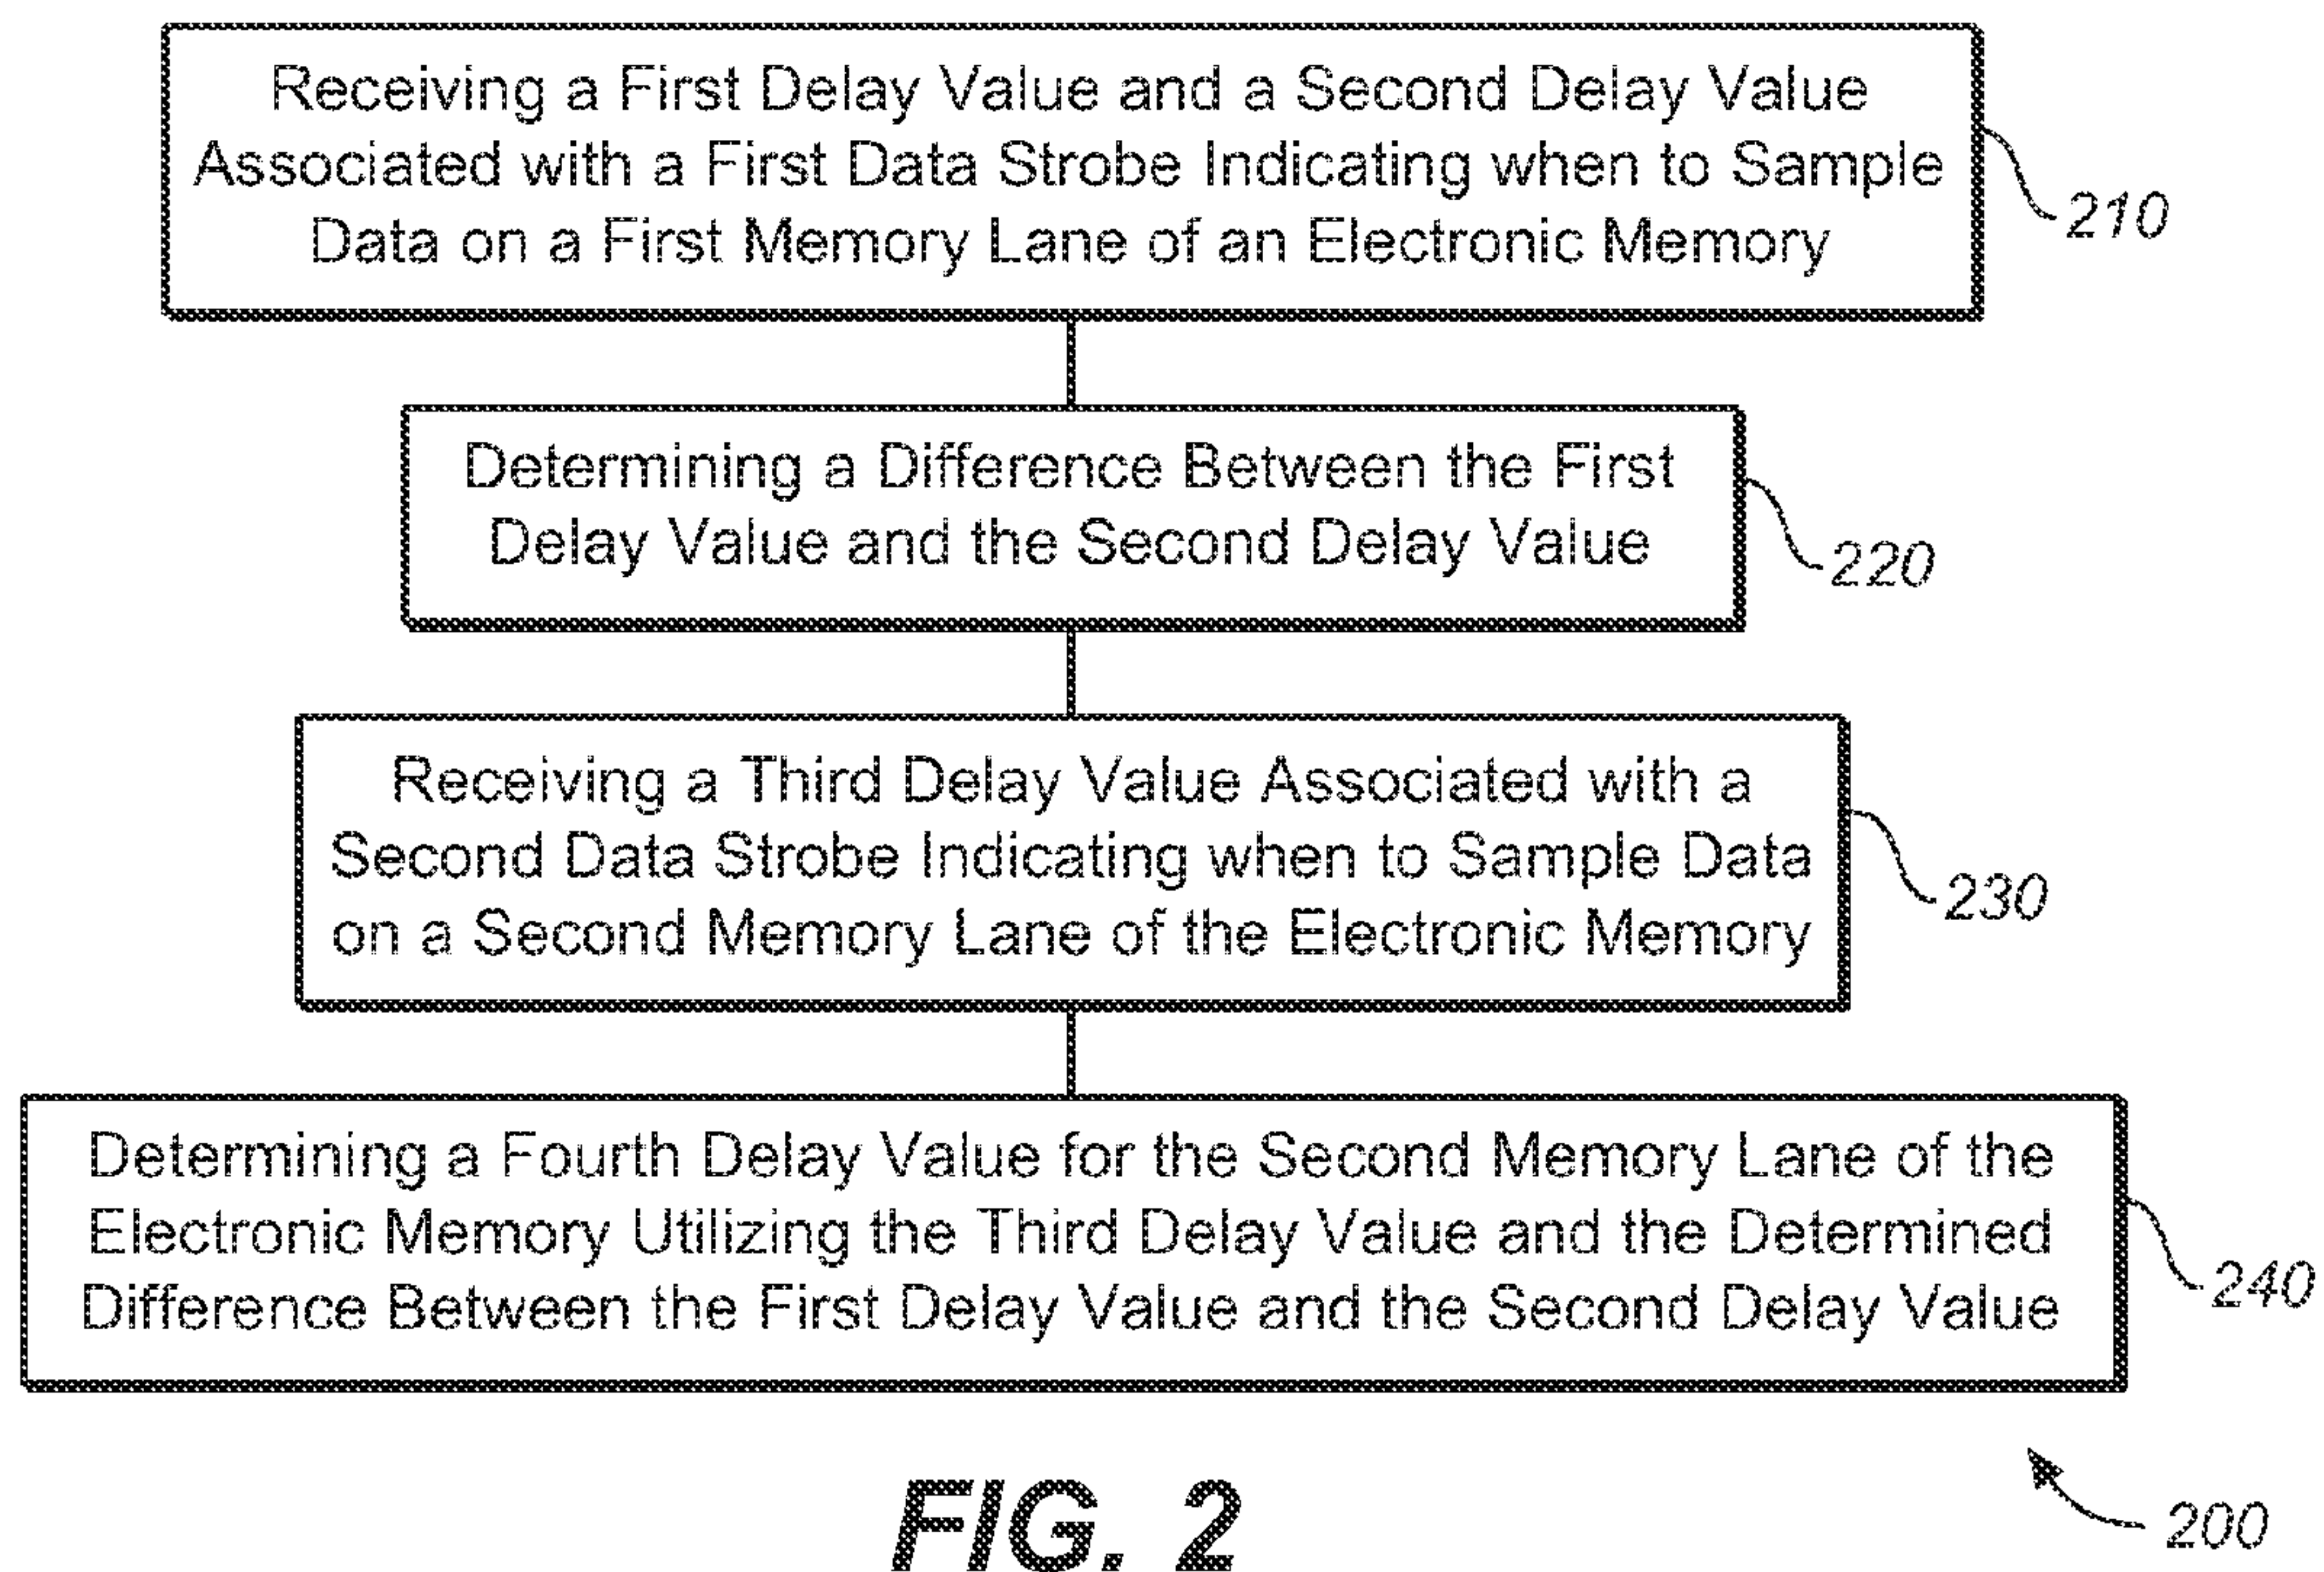 Receiving a First Delay Value and a Second Delay Value
Associated with a First Data Strobe Indicating when to Sample
Data on a First Memory Lane of an Electronic Memory
210
Determining a Difference Between the First
Delay Value and the Second Delay Value
220
Receiving a Third Delay Value Associated with a
Second Data Strobe Indicating when to Sample Data
on a Second Memory Lane of the Electronic Memory
230
Determining a Fourth Delay Value for the Second Memory Lane of the
Electronic Memory Utilizing the Third Delay Value and the Determined
Difference Between the First Delay Value and the Second Delay Value
240
FIG. 2
200